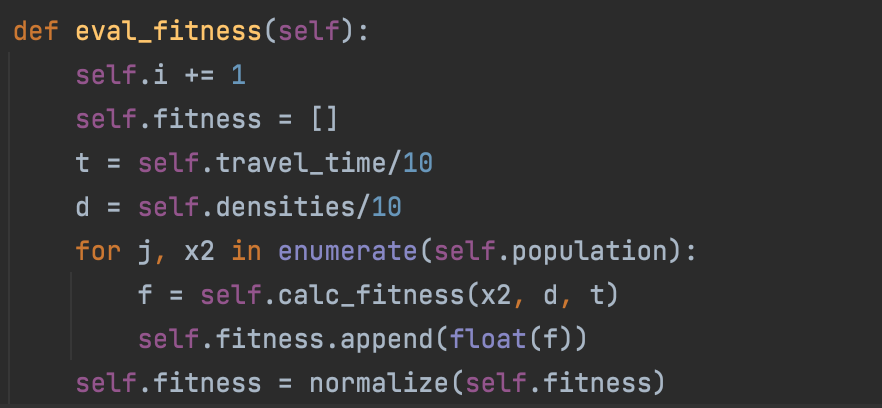 def eval_fitness(self):
    self.i += 1
    self.fitness = []
    t = self.travel_time/10
    d = self.densities/10
    for j, x2 in enumerate(self.population):
        f = self.calc_fitness(x2, d, t)
        self.fitness.append(float(f))
    self.fitness = normalize(self.fitness)